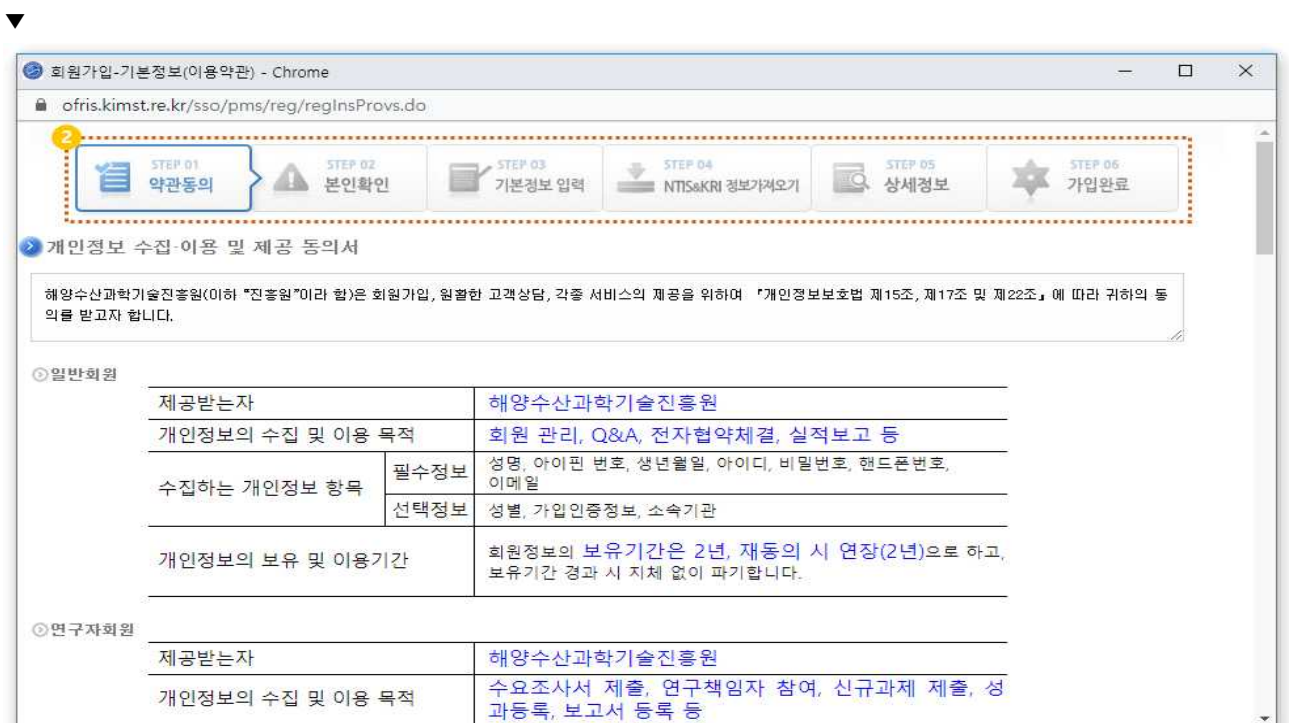 ▼
회원가입-기본정보(이용약관) - Chrome
ofris.kimst.re.kr/sso/pms/reg/regInsProvs.do
2
STEP 01
약관동의
STEP 02
본인확인
STEP 03
기본정보 입력
STEP 04
NTIS&KRI 정보가져오기
STEP 05
상세정보
STEP 06
가입완료
개인정보 수집·이용 및 제공 동의서
해양수산과학기술진흥원(이하 "진흥원"이라 함)은 회원가입, 원활한 고객상담, 각종 서비스의 제공을 위하여 『개인정보보호법 제15조, 제17조 및 제22조』에 따라 귀하의 동
의를 받고자 합니다.
일반회원
제공받는자 해양수산과학기술진흥원
개인정보의 수집 및 이용 목적 회원 관리, Q&A, 전자협약체결, 실적보고 등
수집하는 개인정보 항목
필수정보
성명, 아이핀 번호, 생년월일, 아이디, 비밀번호, 핸드폰번호,
이메일
선택정보 성별, 가입인증정보, 소속기관
개인정보의 보유 및 이용기간
회원정보의 보유기간은 2년, 재동의 시 연장(2년)으로 하고,
보유기간 경과 시 지체 없이 파기합니다.
연구자회원
제공받는자 해양수산과학기술진흥원
개인정보의 수집 및 이용 목적
수요조사서 제출, 연구책임자 참여, 신규과제 제출, 성
과등록, 보고서 등록 등